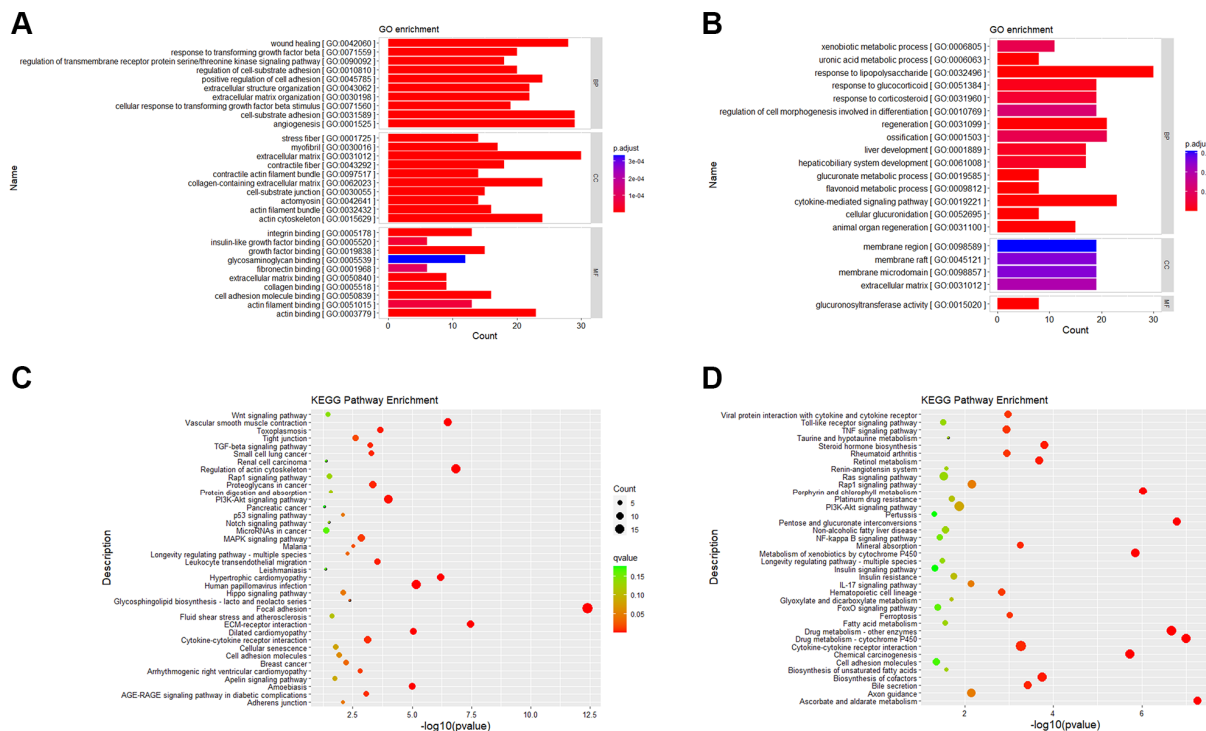 A
GO enrichment
Name
wound healing [ GO:0042060 ]
response to transforming growth factor beta [ GO:0071559 ]
regulation of transmembrane receptor protein serine/threonine kinase signaling pathway [ GO:0090092 ]
regulation of cell-substrate adhesion [ GO:0010810 ]
positive regulation of cell adhesion [ GO:0045785 ]
extracellular structure organization [ GO:0043062 ]
extracellular matrix organization [ GO:0030198 ]
cellular response to transforming growth factor beta stimulus [ GO:0071560 ]
cell-substrate adhesion [ GO:0031589 ]
angiogenesis [ GO:0001525 ]
BP
stress fiber [ GO:0001725 ]
myofibril [ GO:0030016 ]
extracellular matrix [ GO:0031012 ]
contractile fiber [ GO:0043292 ]
contractile actin filament bundle [ GO:0097517 ]
collagen-containing extracellular matrix [ GO:0062023 ]
cell-substrate junction [ GO:0030055 ]
actomyosin [ GO:0042641 ]
actin filament bundle [ GO:0032432 ]
actin cytoskeleton [ GO:0015629 ]
CC
integrin binding [ GO:0005178 ]
insulin-like growth factor binding [ GO:0005520 ]
growth factor binding [ GO:0019838 ]
glycosaminoglycan binding [ GO:0005539 ]
fibronectin binding [ GO:0001968 ]
extracellular matrix binding [ GO:0050840 ]
collagen binding [ GO:0005518 ]
cell adhesion molecule binding [ GO:0050839 ]
actin filament binding [ GO:0051015 ]
actin binding [ GO:0003779 ]
MF
0 10 20 30
Count
p.adjust
3e-04
2e-04
1e-04
B
GO enrichment
Name
xenobiotic metabolic process [ GO:0006805 ]
uronic acid metabolic process [ GO:0006063 ]
response to lipopolysaccharide [ GO:0032496 ]
response to glucocorticoid [ GO:0051384 ]
response to corticosteroid [ GO:0031960 ]
regulation of cell morphogenesis involved in differentiation [ GO:0010769 ]
regeneration [ GO:0031099 ]
ossification [ GO:0001503 ]
liver development [ GO:0001889 ]
hepaticobiliary system development [ GO:0061008 ]
glucuronate metabolic process [ GO:0019585 ]
flavonoid metabolic process [ GO:0009812 ]
cytokine-mediated signaling pathway [ GO:0019221 ]
cellular glucuronidation [ GO:0052695 ]
animal organ regeneration [ GO:0031100 ]
BP
membrane region [ GO:0098589 ]
membrane raft [ GO:0045121 ]
membrane microdomain [ GO:0098857 ]
extracellular matrix [ GO:0031012 ]
CC
glucuronosyltransferase activity [ GO:0015020 ]
MF
0 10 20 30
Count
p.adju
0.
0.
0.
C
KEGG Pathway Enrichment
Description
Wnt signaling pathway
Vascular smooth muscle contraction
Toxoplasmosis
Tight junction
TGF-beta signaling pathway
Small cell lung cancer
Renal cell carcinoma
Regulation of actin cytoskeleton
Rap1 signaling pathway
Proteoglycans in cancer
Protein digestion and absorption
PI3K-Akt signaling pathway
Pancreatic cancer
p53 signaling pathway
Notch signaling pathway
MicroRNAs in cancer
MAPK signaling pathway
Malaria
Longevity regulating pathway - multiple species
Leukocyte transendothelial migration
Leishmaniasis
Hypertrophic cardiomyopathy
Human papillomavirus infection
Hippo signaling pathway
Glycosphingolipid biosynthesis - lacto and neolacto series
Focal adhesion
Fluid shear stress and atherosclerosis
ECM-receptor interaction
Dilated cardiomyopathy
Cytokine-cytokine receptor interaction
Cellular senescence
Cell adhesion molecules
Breast cancer
Arrhythmogenic right ventricular cardiomyopathy
Apelin signaling pathway
Amoebiasis
AGE-RAGE signaling pathway in diabetic complications
Adherens junction
2.5 5.0 7.5 10.0 12.5
-log10(pvalue)
Count
5
10
15
qvalue
0.15
0.10
0.05
D
KEGG Pathway Enrichment
Description
Viral protein interaction with cytokine and cytokine receptor
Toll-like receptor signaling pathway
TNF signaling pathway
Taurine and hypotaurine metabolism
Steroid hormone biosynthesis
Rheumatoid arthritis
Retinol metabolism
Renin-angiotensin system
Ras signaling pathway
Rap1 signaling pathway
Porphyrin and chlorophyll metabolism
Platinum drug resistance
PI3K-Akt signaling pathway
Pertussis
Pentose and glucuronate interconversions
Non-alcoholic fatty liver disease
NF-kappa B signaling pathway
Mineral absorption
Metabolism of xenobiotics by cytochrome P450
Longevity regulating pathway - multiple species
Insulin signaling pathway
Insulin resistance
IL-17 signaling pathway
Hematopoietic cell lineage
Glyoxylate and dicarboxylate metabolism
FoxO signaling pathway
Ferroptosis
Fatty acid metabolism
Drug metabolism - other enzymes
Drug metabolism - cytochrome P450
Cytokine-cytokine receptor interaction
Chemical carcinogenesis
Cell adhesion molecules
Biosynthesis of unsaturated fatty acids
Biosynthesis of cofactors
Bile secretion
Axon guidance
Ascorbate and aldarate metabolism
2 4 6
-log10(pvalue)